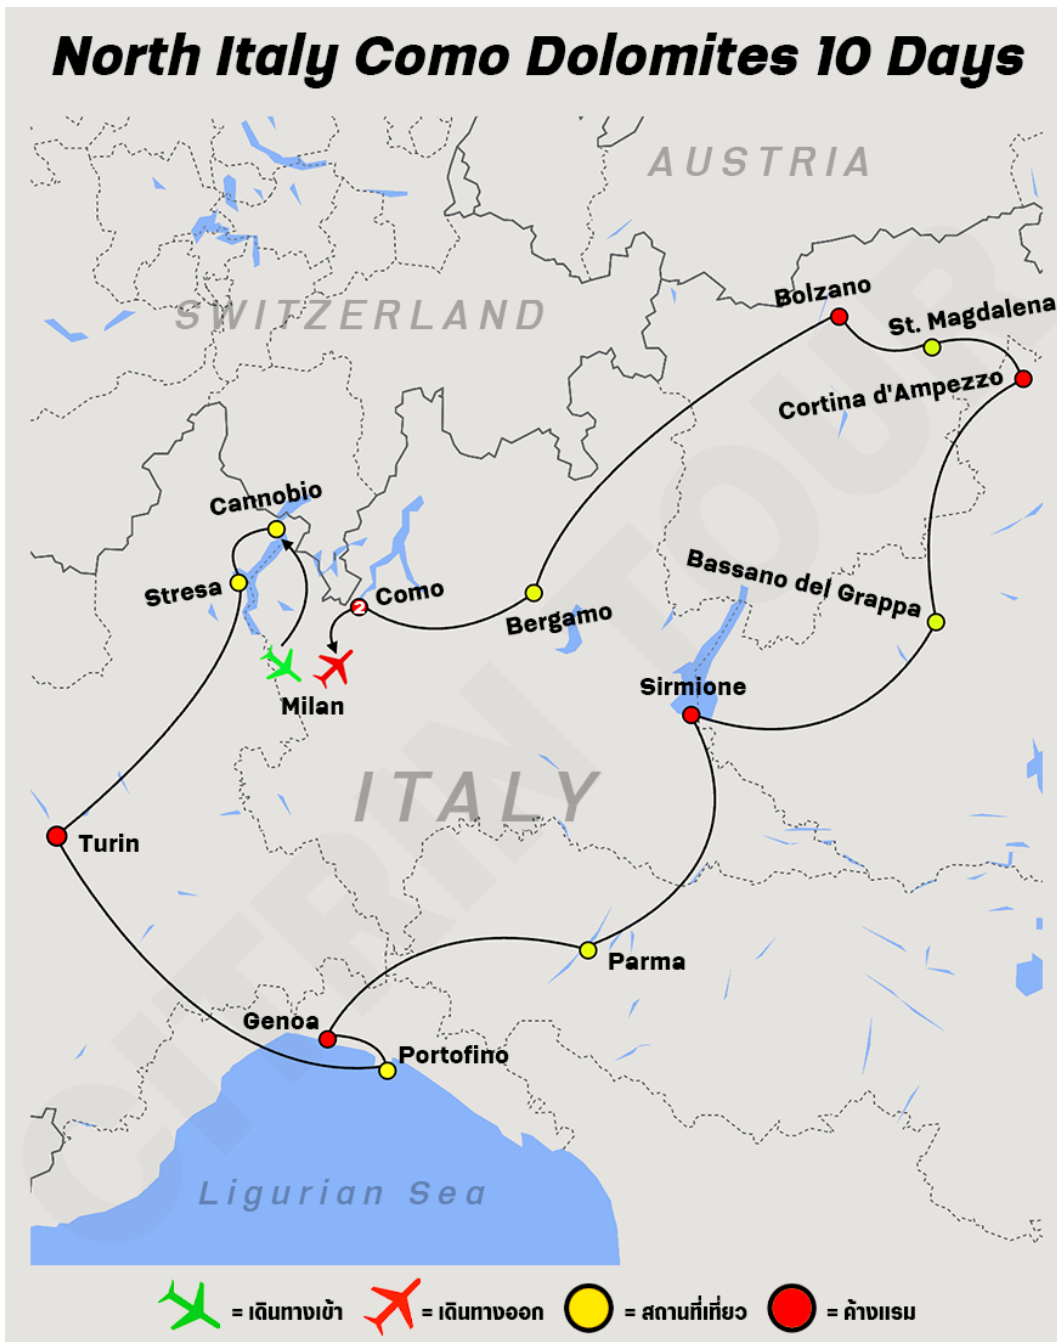 North Italy Como Dolomites 10 Days
AUSTRIA
SWITZERLAND
Bolzano
St. Magdalena
Cortina d'Ampezzo
Cannobio
Stresa
2
Como
Bergamo
Bassano del Grappa
Milan
Sirmione
ITALY
Turin
Parma
Genoa
Portofino
Ligurian Sea
CITRIN TOUR
= เดินทางเข้า = เดินทางออก = สถานที่เที่ยว = ค้างแรม